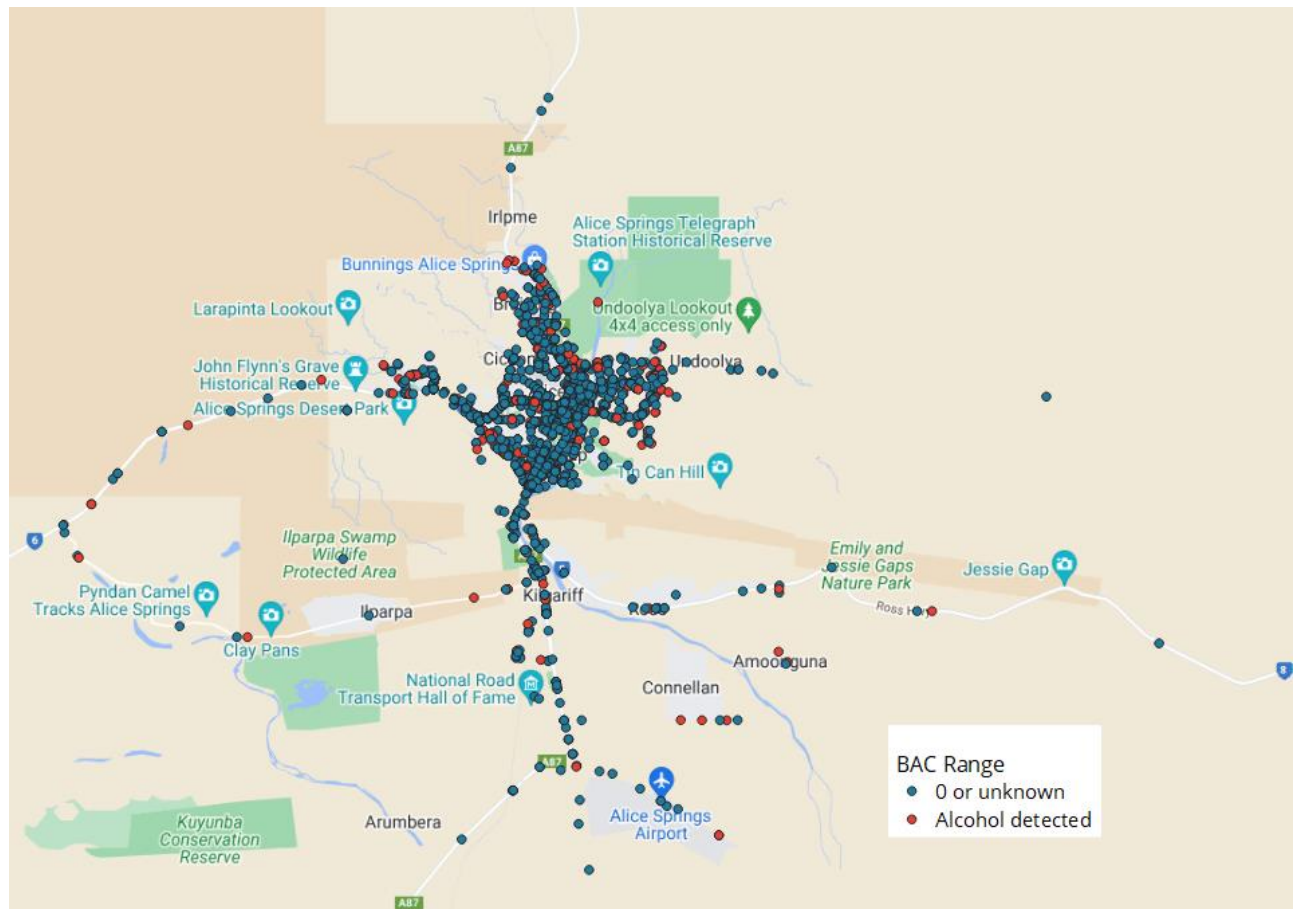 A87
Irlpme
Alice Springs Telegraph
Station Historical Reserve
Bunnings Alice Springs
Larapinta Lookout
Undoolya Lookout
4x4 access only
John Flynn's Grave
Historical Reserve
Undoolya
Alice Springs Desert Park
Tin Can Hill
6
Ilparpa Swamp
Wildlife
Protected Area
Emily and
Jessie Gaps
Nature Park
Jessie Gap
Pyndan Camel
Tracks Alice Springs
Kilgariff
Ilparpa
Ross Hwy
Clay Pans
Amoonguna
8
National Road
Transport Hall of Fame
Connellan
A87
BAC Range
0 or unknown
Alcohol detected
Alice Springs
Airport
Arumbera
Kuyunba
Conservation
Reserve
A87